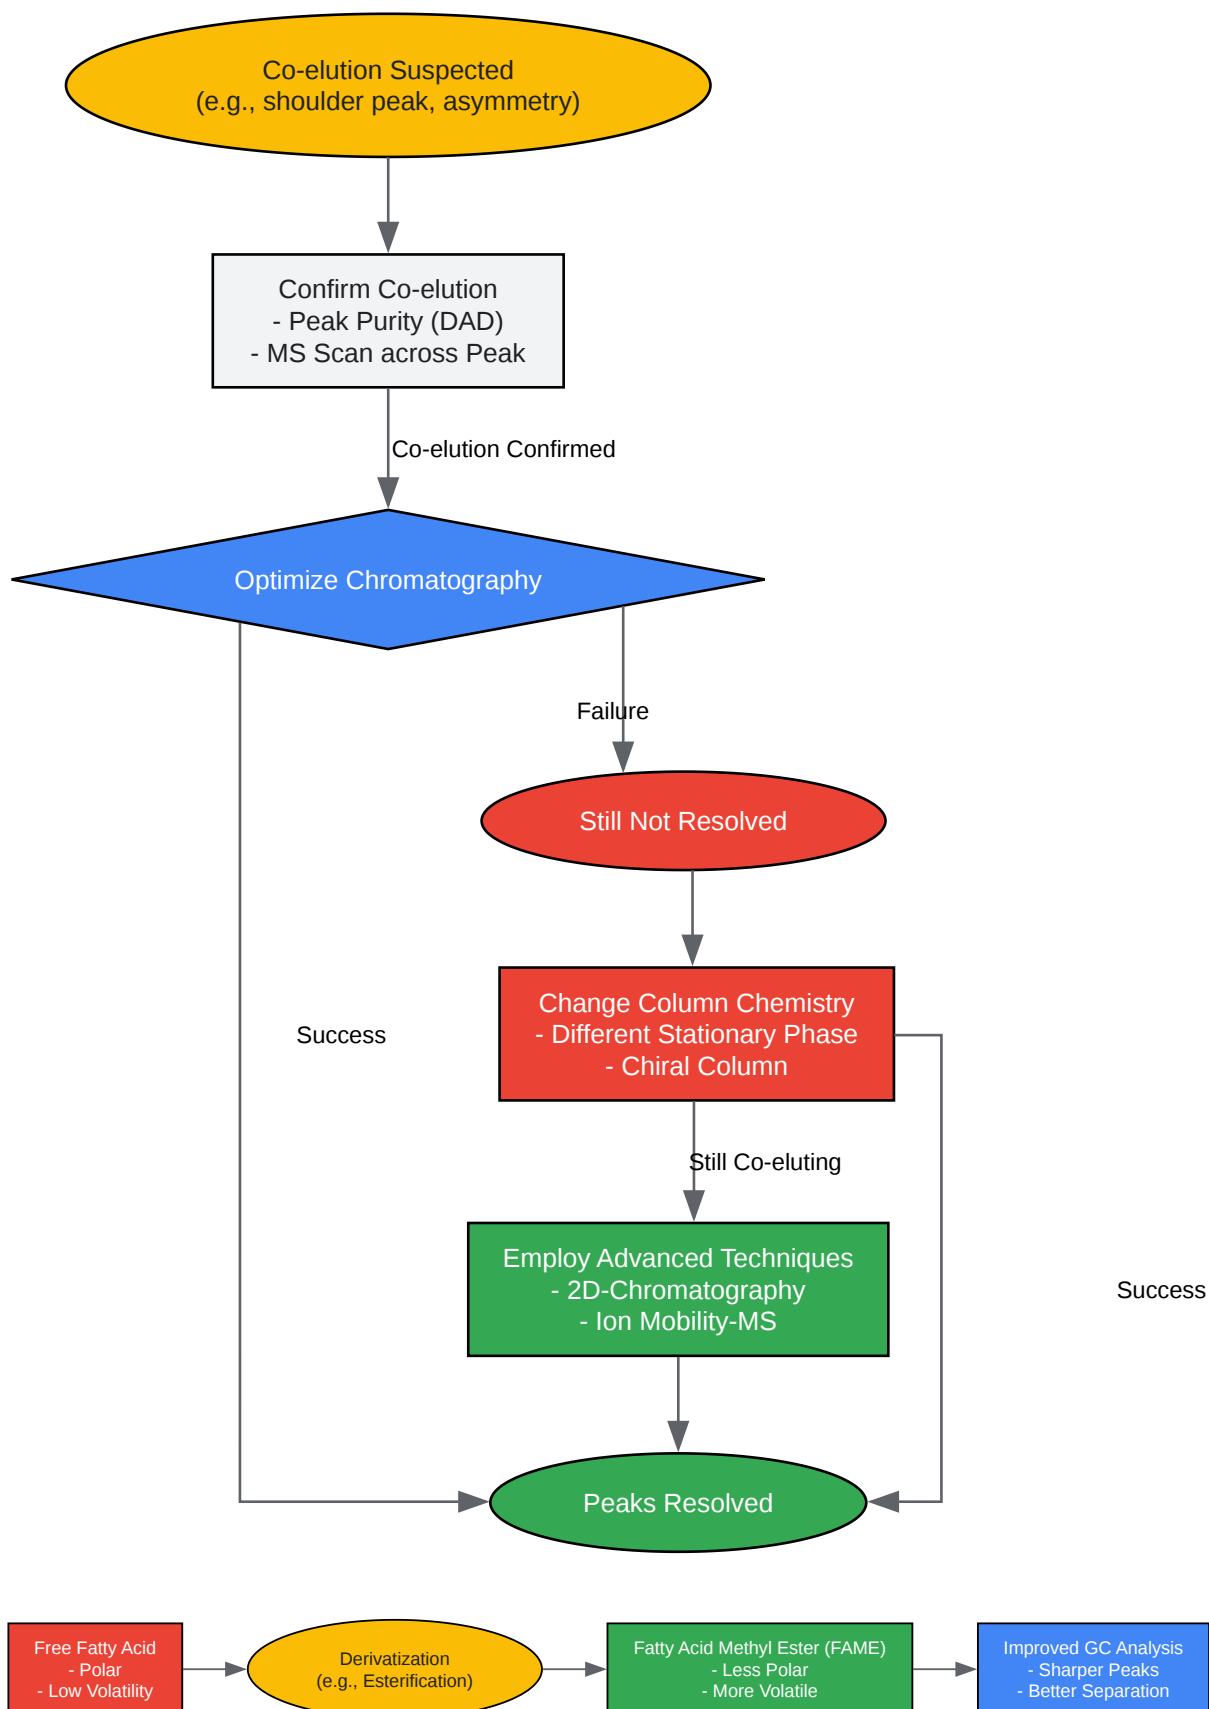 Co-elution Suspected
(e.g., shoulder peak, asymmetry)
Confirm Co-elution
- Peak Purity (DAD)
- MS Scan across Peak
Co-elution Confirmed
Optimize Chromatography
Failure
Still Not Resolved
Success
Change Column Chemistry
- Different Stationary Phase
- Chiral Column
Still Co-eluting
Employ Advanced Techniques
- 2D-Chromatography
- Ion Mobility-MS
Success
Peaks Resolved
Free Fatty Acid
- Polar
- Low Volatility
Derivatization
(e.g., Esterification)
Fatty Acid Methyl Ester (FAME)
- Less Polar
- More Volatile
Improved GC Analysis
- Sharper Peaks
- Better Separation